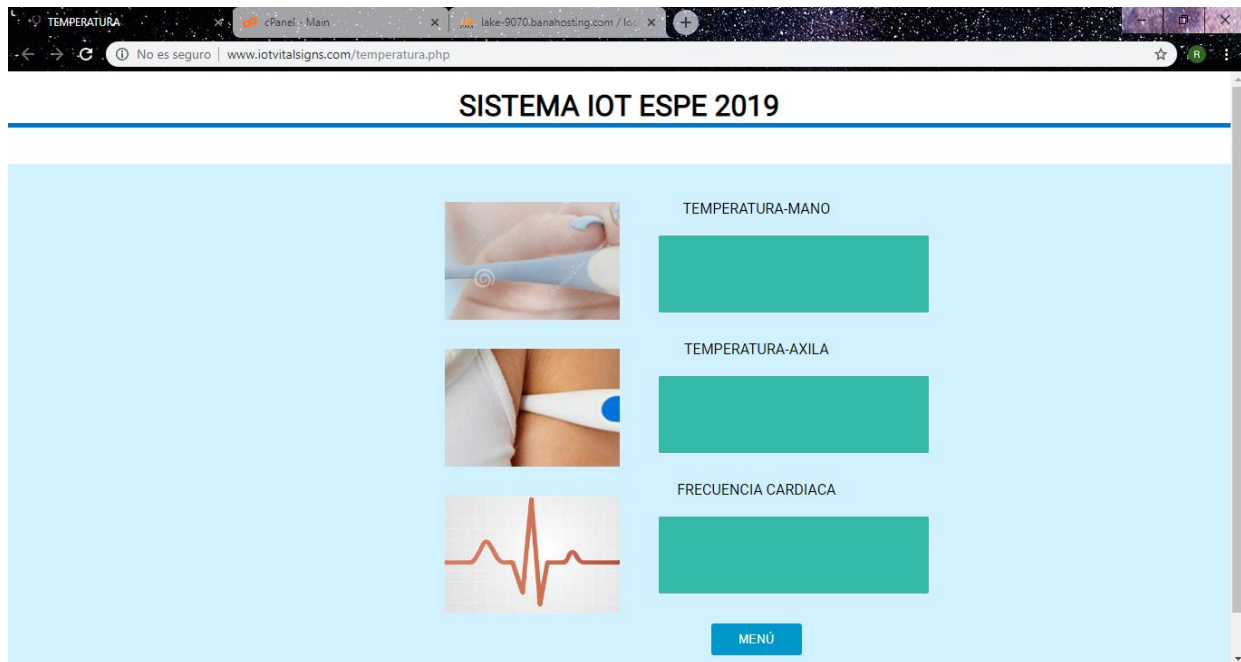 TEMPERATURA
cPanel - Main
lake-9070.banahosting.com / loc
No es seguro | www.iotvitalsigns.com/temperatura.php
R
SISTEMA IOT ESPE 2019
TEMPERATURA-MANO
TEMPERATURA-AXILA
FRECUENCIA CARDIACA
MENÚ